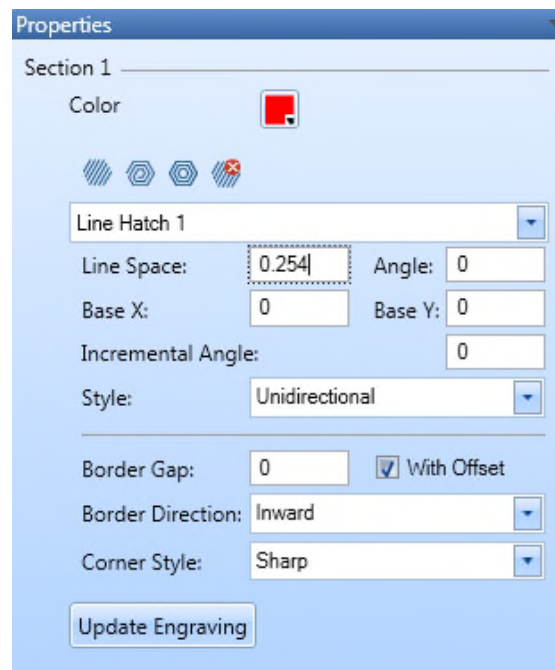 Properties
Section 1
Color
Line Hatch 1
Line Space: 0.254 Angle: 0
Base X: 0 Base Y: 0
Incremental Angle: 0
Style: Unidirectional
Border Gap: 0 With Offset
Border Direction: Inward
Corner Style: Sharp
Update Engraving